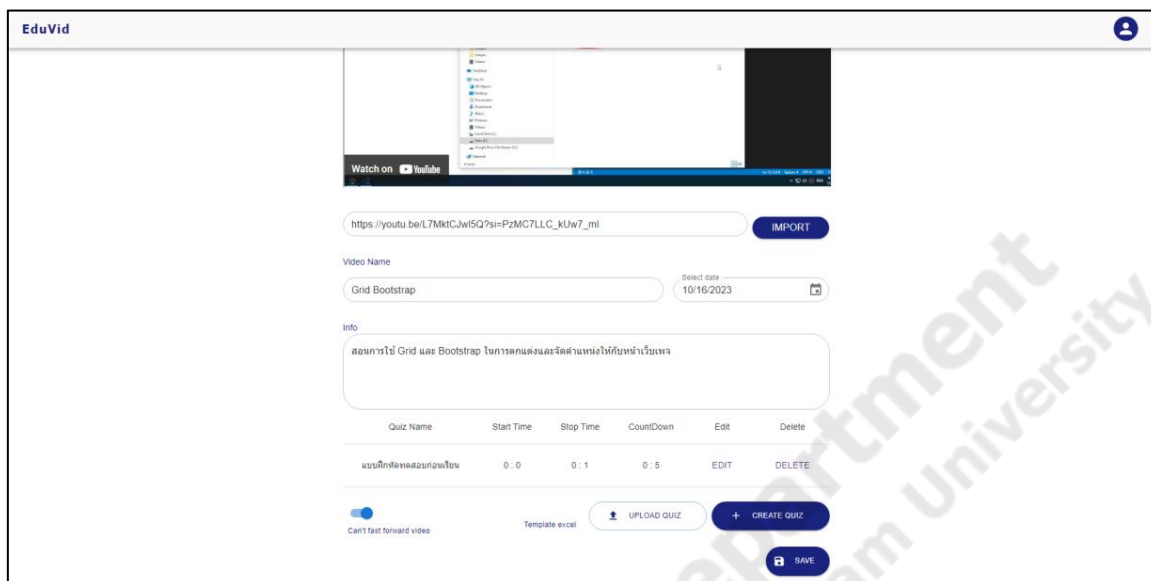 EduVid
Watch on YouTube
https://youtu.be/L7MktCJwI5Q?si=PzMC7LLC_kUw7_mI
IMPORT
Video Name
Select date
Grid Bootstrap
10/16/2023
Info
สอนการใช้ Grid และ Bootstrap ในการตกแต่งและจัดตำแหน่งให้กับหน้าเว็บเพจ
Quiz Name Start Time Stop Time CountDown Edit Delete
แบบฝึกหัดทดสอบก่อนเรียน 0 : 0 0 : 1 0 : 5 EDIT DELETE
Can't fast forward video
Template excel
UPLOAD QUIZ
+ CREATE QUIZ
SAVE